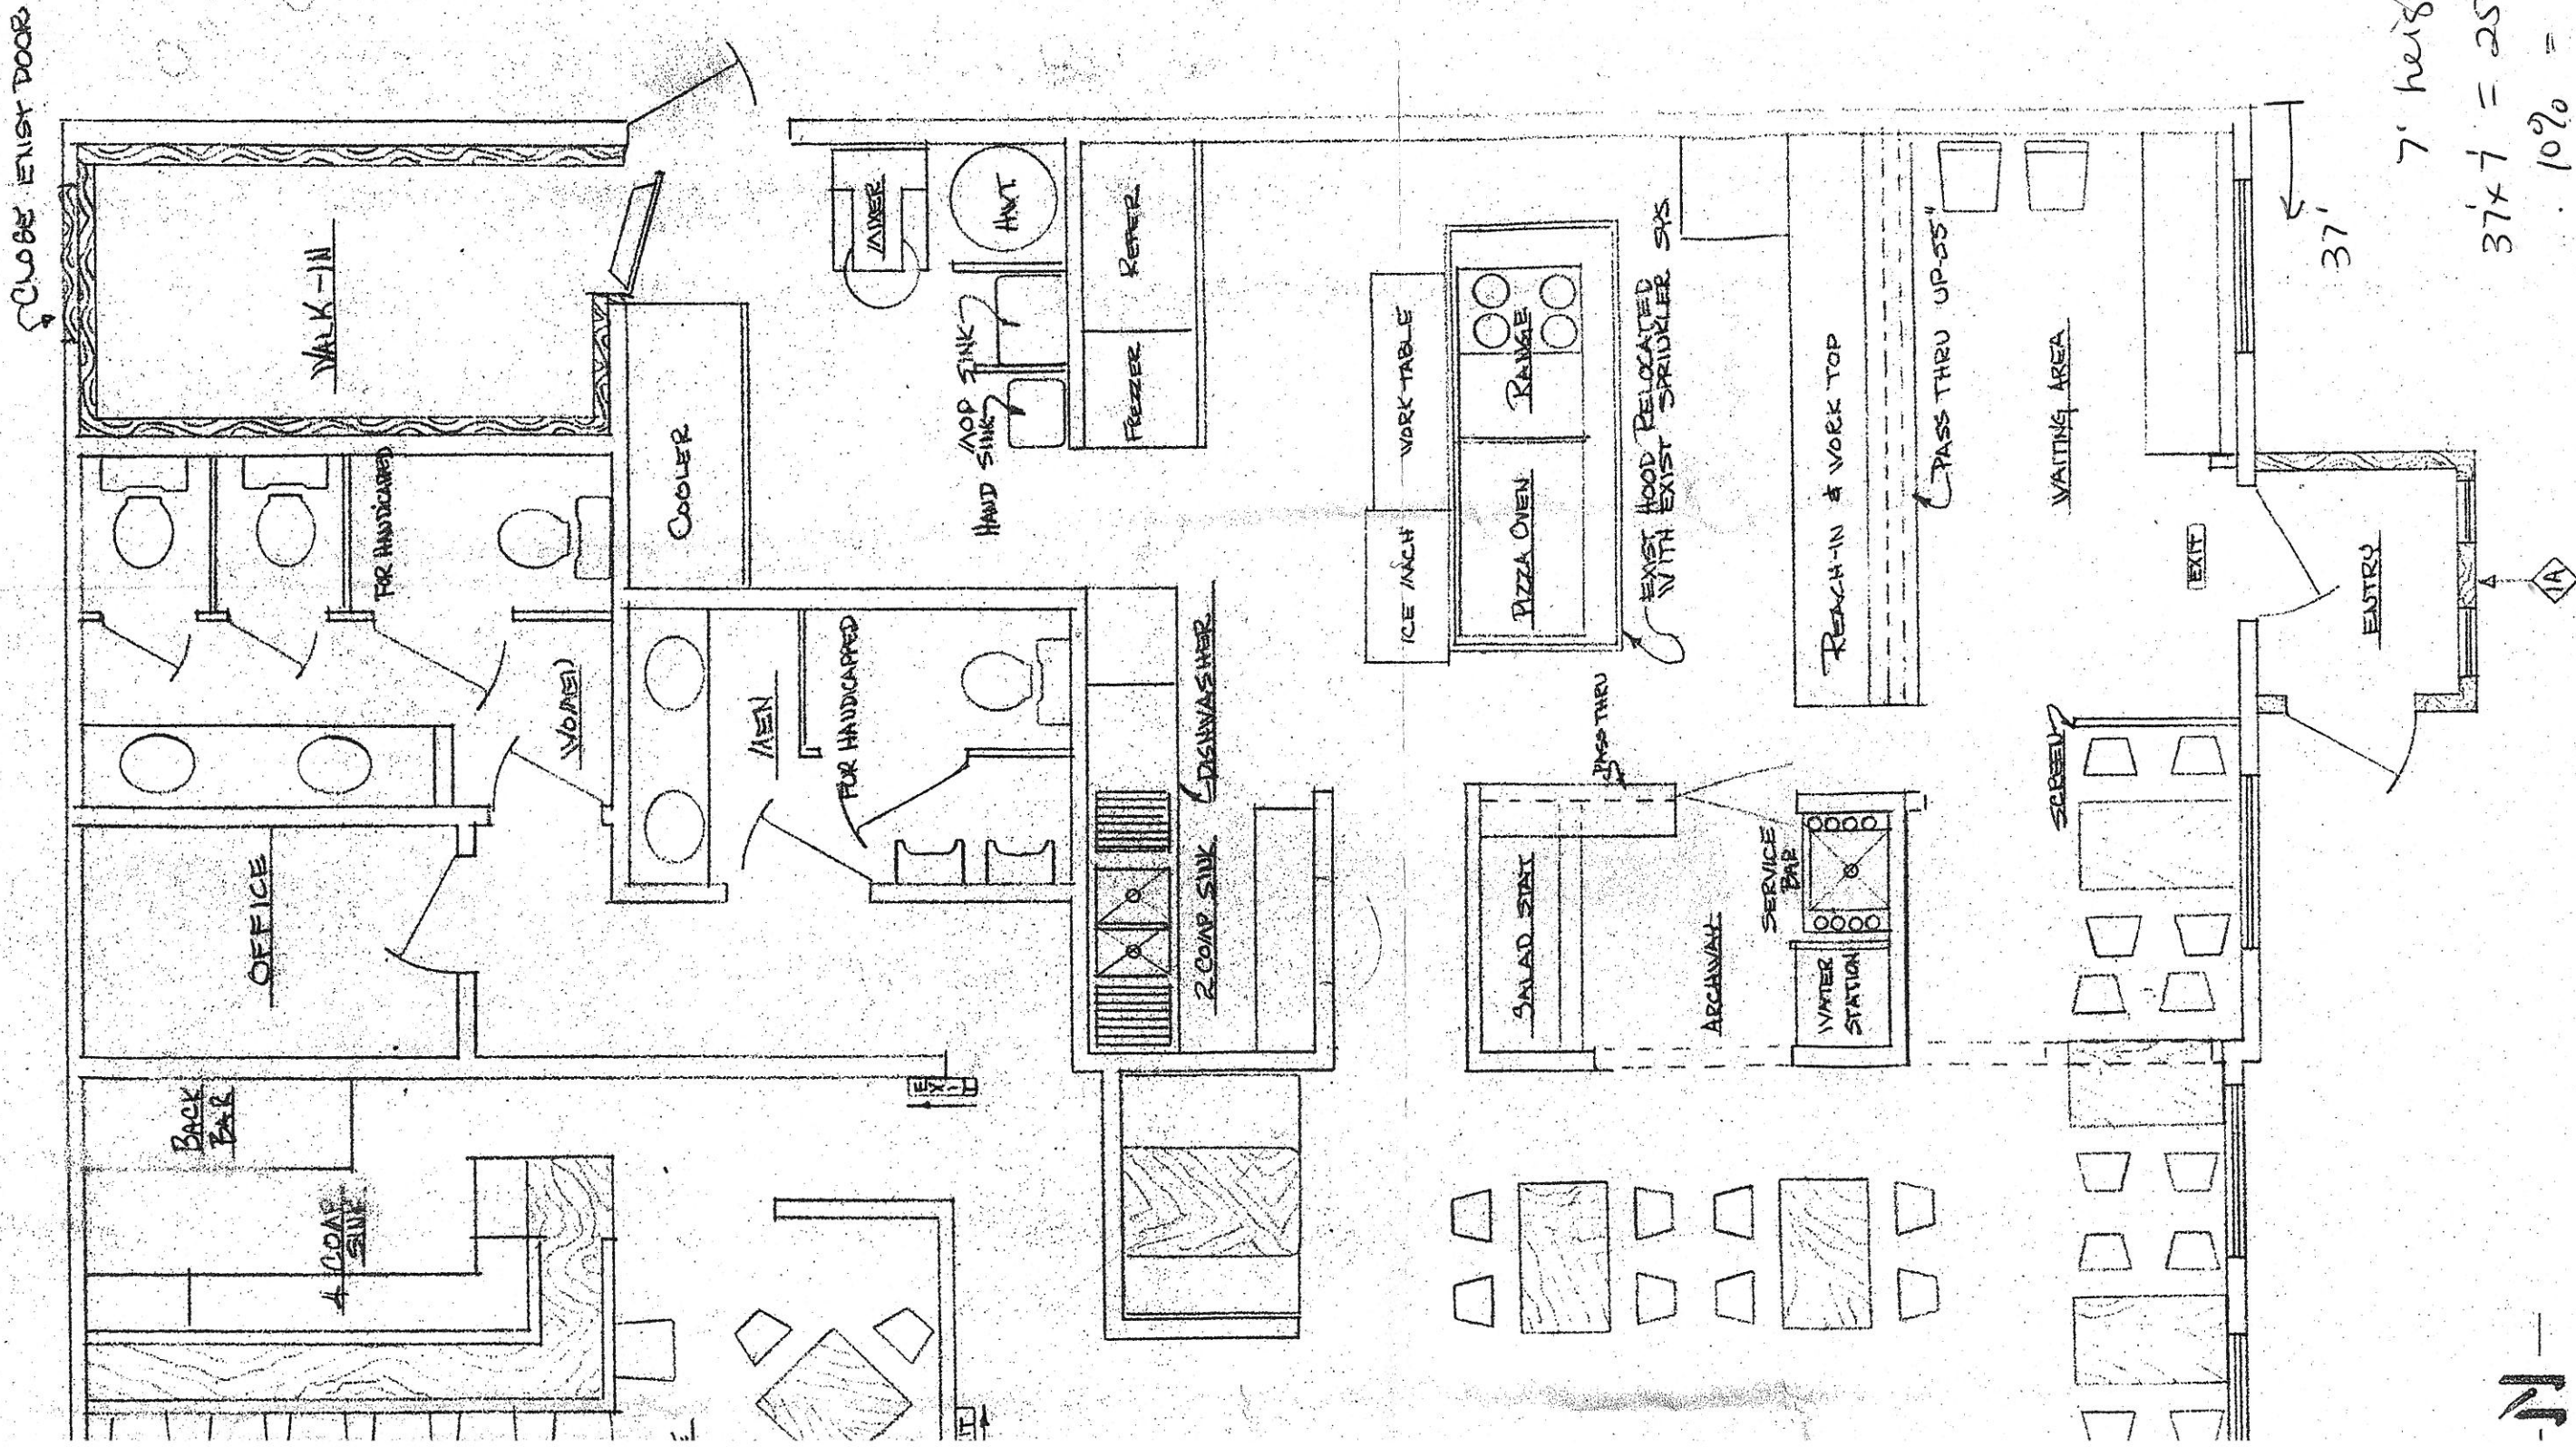 CLOSE EXIST DOOR
WALK-IN
MIXER
H.W.T.
MOP SINK
HAND SINK
REFER
FREEZER
COOLER
FOR HANDICAPPED
WOMEN
MEN
FOR HANDICAPPED
DISHWASHER
2 COMP SINK
OFFICE
BACK
BAR
4 COMP
SINK
EXIT
WORK TABLE
ICE MACH
RANGE
PIZZA OVEN
EXIST HOOD RELOCATED
WITH EXIST SPRINKLER SYS.
REACH-IN & WORK TOP
PASS THRU UP-55"
WAITING AREA
EXIT
ENTRY
1A
PASS THRU
SALAD STAT
ARCHWAY
SERVICE
BAR
WATER
STATION
SCREEN
37'
7' heig
37' x 7' = 25
10% =